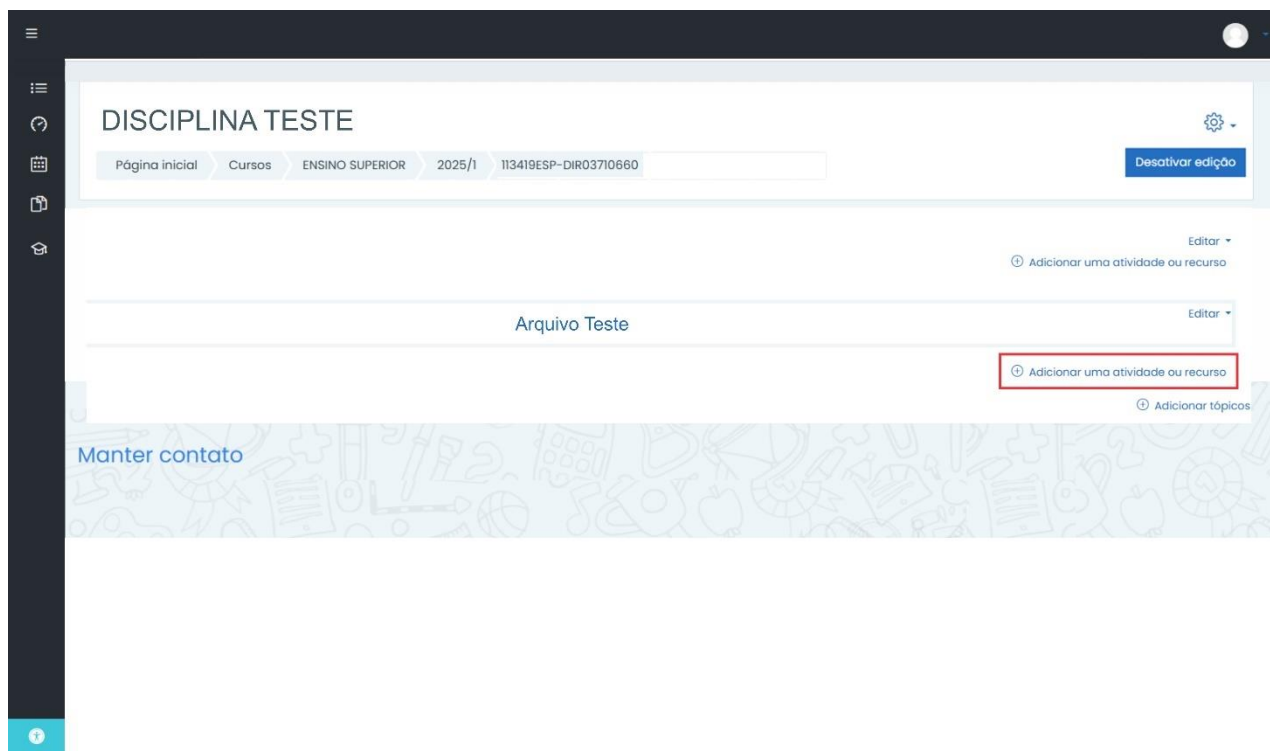 DISCIPLINA TESTE
Página inicial Cursos ENSINO SUPERIOR 2025/1 113419ESP-DIR03710660
Desativar edição
Editar
Adicionar uma atividade ou recurso
Arquivo Teste
Editar
Adicionar uma atividade ou recurso
Adicionar tópicos
Manter contato